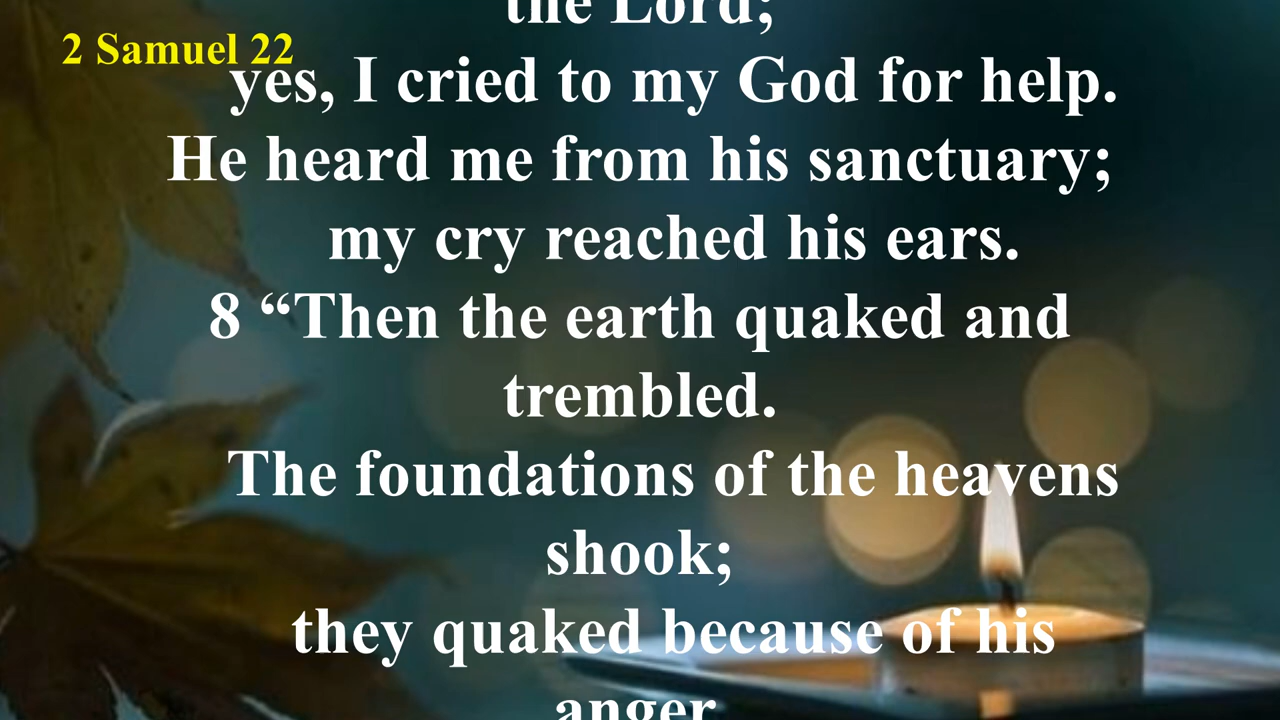 the Lord;
2 Samuel 22
yes, I cried to my God for help.
He heard me from his sanctuary;
my cry reached his ears.
8 “Then the earth quaked and
trembled.
The foundations of the heavens
shook;
they quaked because of his
anger